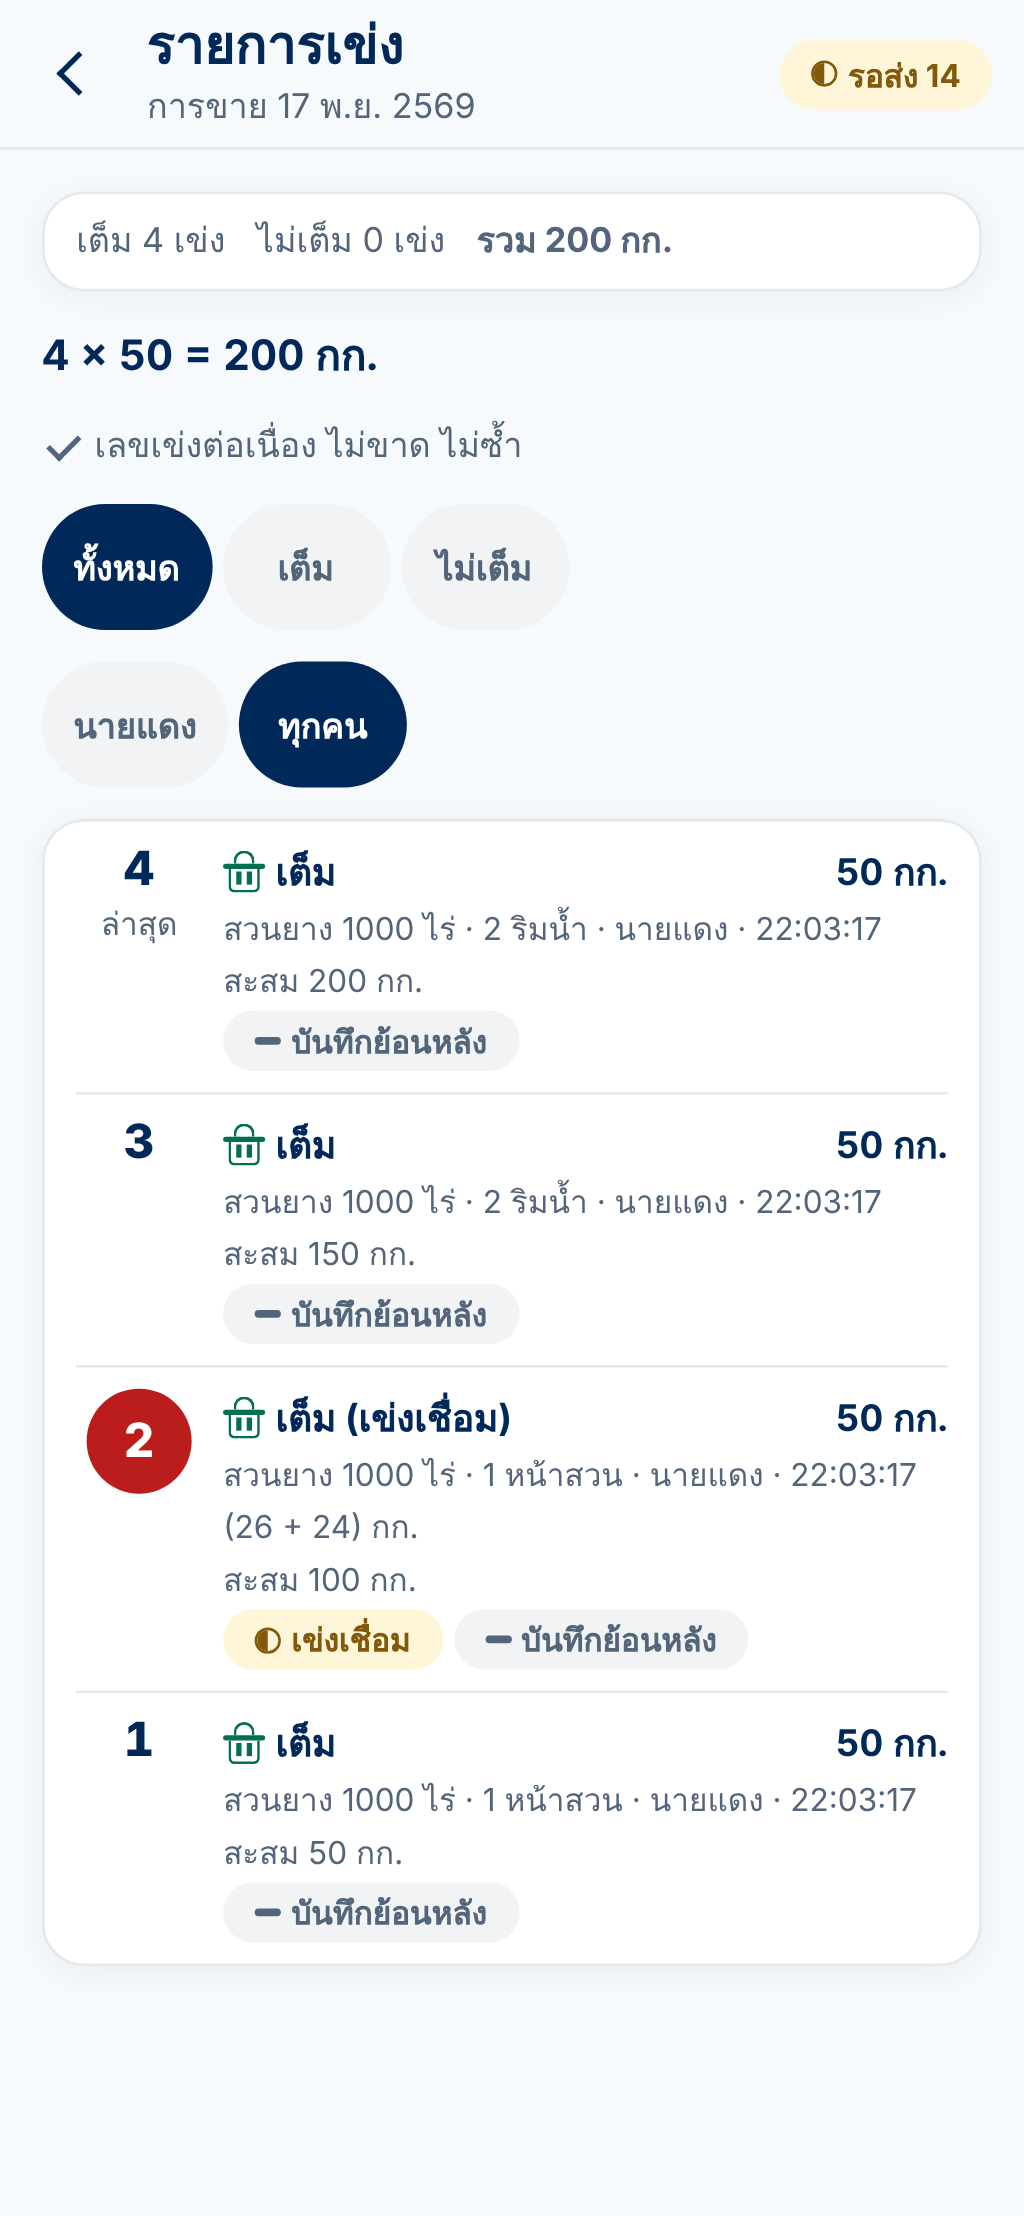 รายการเข่ง
การขาย 17 พ.ย. 2569
รอส่ง 14
เต็ม 4 เข่ง ไม่เต็ม 0 เข่ง รวม 200 กก.
4 × 50 = 200 กก.
เลขเข่งต่อเนื่อง ไม่ขาด ไม่ซ้ำ
ทั้งหมด เต็ม ไม่เต็ม
นายแดง ทุกคน
4 เต็ม 50 กก.
ล่าสุด สวนยาง 1000 ไร่ · 2 ริมน้ำ · นายแดง · 22:03:17
สะสม 200 กก.
บันทึกย้อนหลัง
3 เต็ม 50 กก.
สวนยาง 1000 ไร่ · 2 ริมน้ำ · นายแดง · 22:03:17
สะสม 150 กก.
บันทึกย้อนหลัง
2 เต็ม (เข่งเชื่อม) 50 กก.
สวนยาง 1000 ไร่ · 1 หน้าสวน · นายแดง · 22:03:17
(26 + 24) กก.
สะสม 100 กก.
เข่งเชื่อม บันทึกย้อนหลัง
1 เต็ม 50 กก.
สวนยาง 1000 ไร่ · 1 หน้าสวน · นายแดง · 22:03:17
สะสม 50 กก.
บันทึกย้อนหลัง